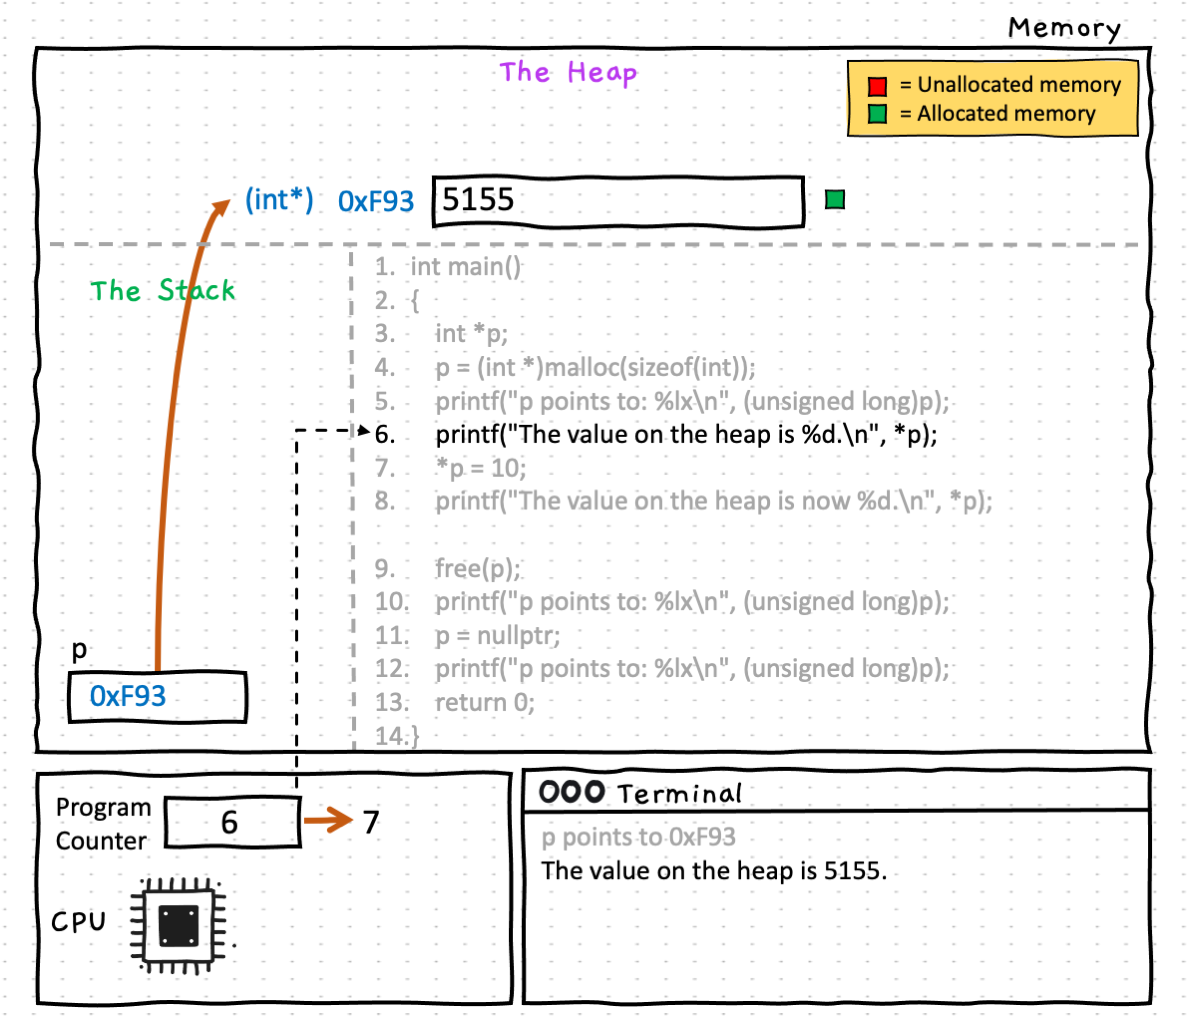 Memory
The Heap
= Unallocated memory
= Allocated memory
(int*) 0xF93 5155
The Stack
1. int main()
2. {
3. int *p;
4. p = (int *)malloc(sizeof(int));
5. printf("p points to: %lx\n", (unsigned long)p);
6. printf("The value on the heap is %d.\n", *p);
7. *p = 10;
8. printf("The value on the heap is now %d.\n", *p);
9. free(p);
10. printf("p points to: %lx\n", (unsigned long)p);
11. p = nullptr;
12. printf("p points to: %lx\n", (unsigned long)p);
13. return 0;
14.}
p
0xF93
Program
Counter
6
7
CPU
Terminal
p points to 0xF93
The value on the heap is 5155.